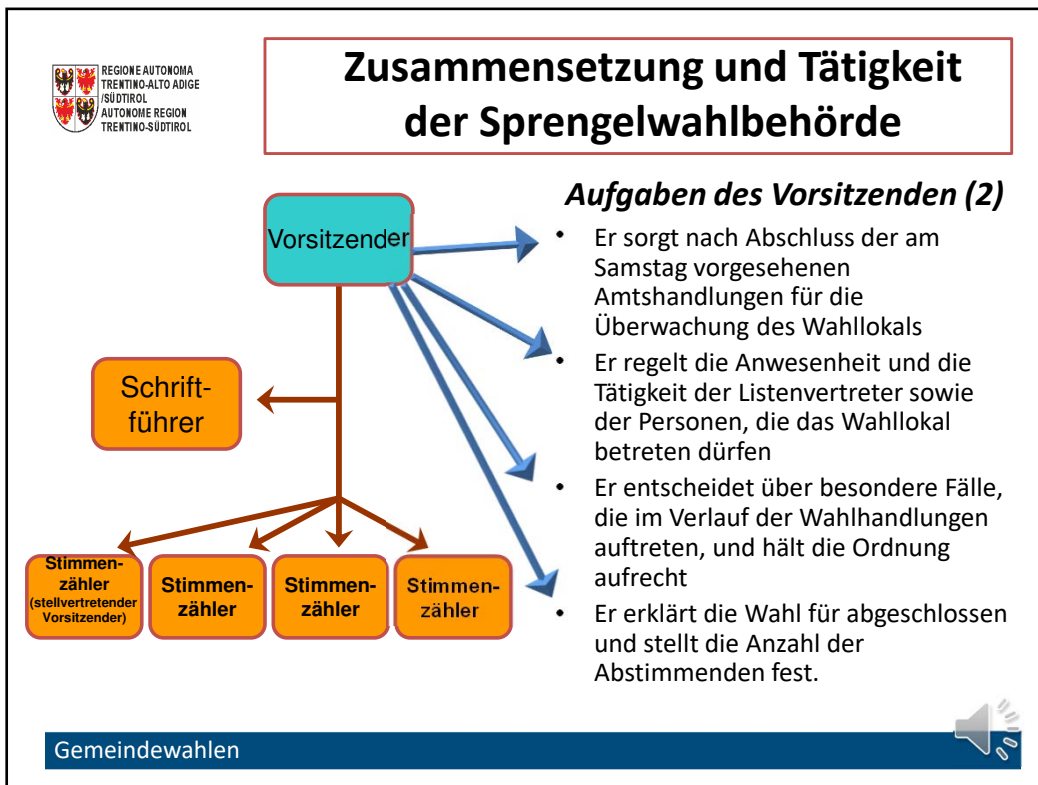 REGIONE AUTONOMA
TRENTINO-ALTO ADIGE
/SÜDTIROL
AUTONOME REGION
TRENTINO-SÜDTIROL
Zusammensetzung und Tätigkeit
der Sprengelwahlbehörde
Aufgaben des Vorsitzenden (2)
Vorsitzender
Schrift-
führer
Stimmen-
zähler
(stellvertretender
Vorsitzender)
Stimmen-
zähler
Stimmen-
zähler
Stimmen-
zähler
• Er sorgt nach Abschluss der am
Samstag vorgesehenen
Amtshandlungen für die
Überwachung des Wahllokals
• Er regelt die Anwesenheit und die
Tätigkeit der Listenvertreter sowie
der Personen, die das Wahllokal
betreten dürfen
• Er entscheidet über besondere Fälle,
die im Verlauf der Wahlhandlungen
auftreten, und hält die Ordnung
aufrecht
• Er erklärt die Wahl für abgeschlossen
und stellt die Anzahl der
Abstimmenden fest.
Gemeindewahlen